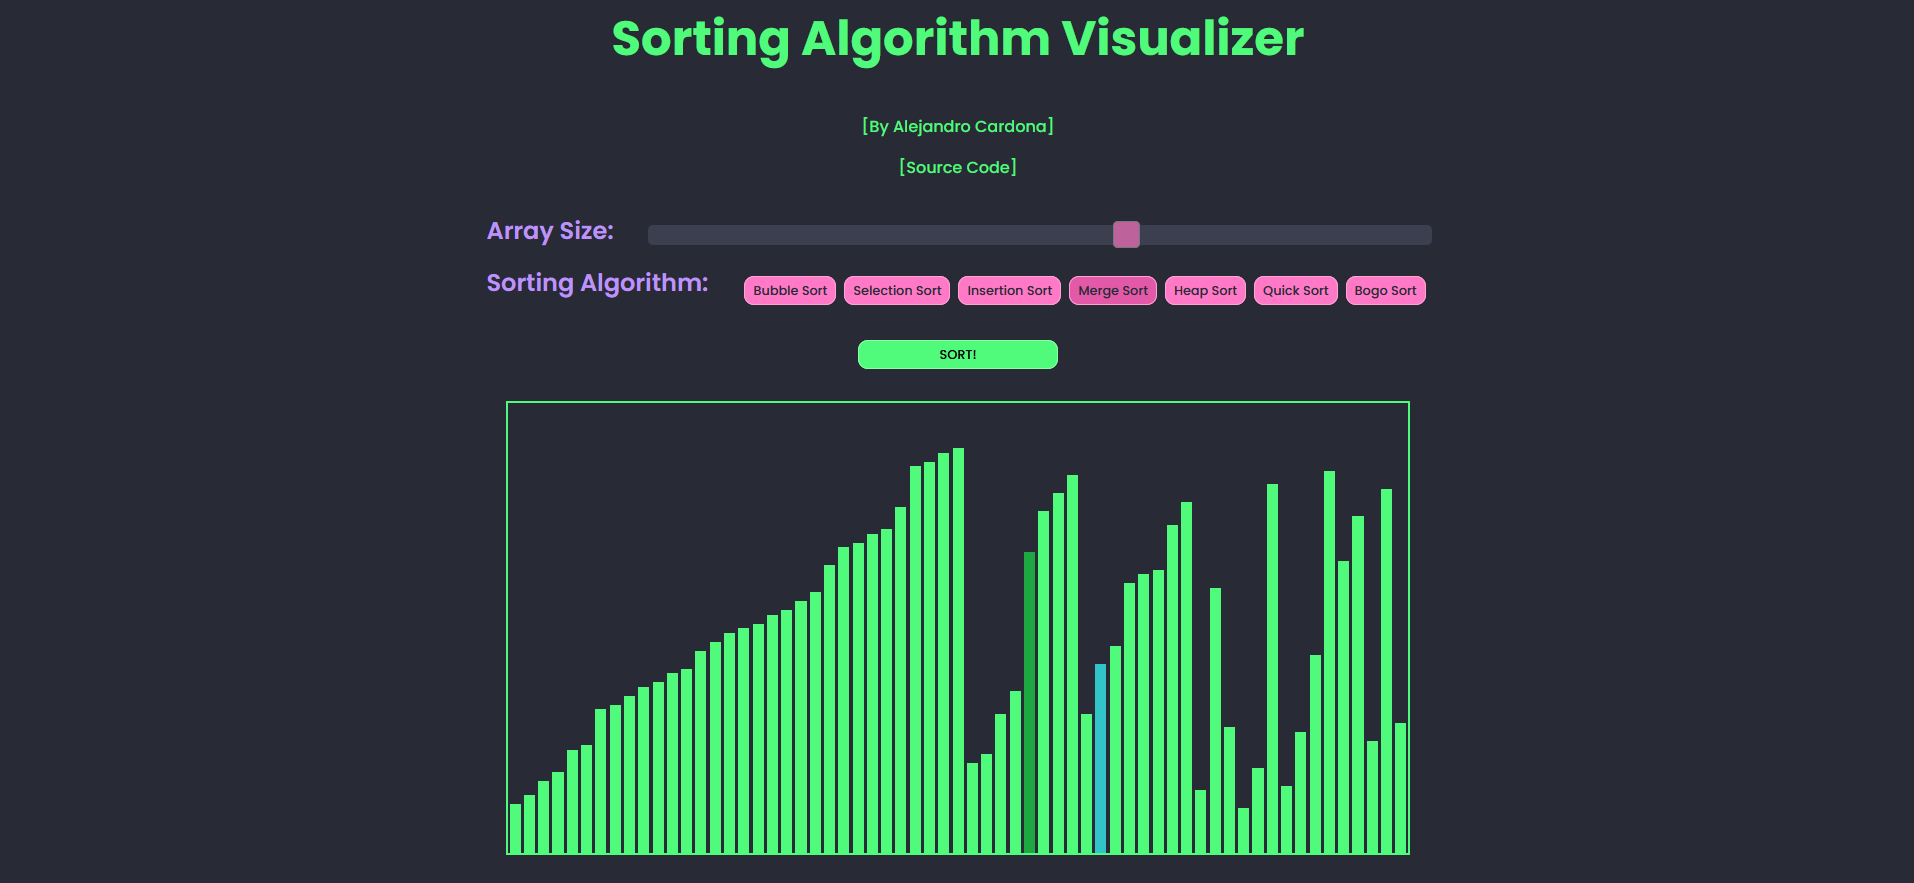 Sorting Algorithm Visualizer
[By Alejandro Cardona]
[Source Code]
Array Size:
Sorting Algorithm: Bubble Sort Selection Sort Insertion Sort Merge Sort Heap Sort Quick Sort Bogo Sort
SORT!